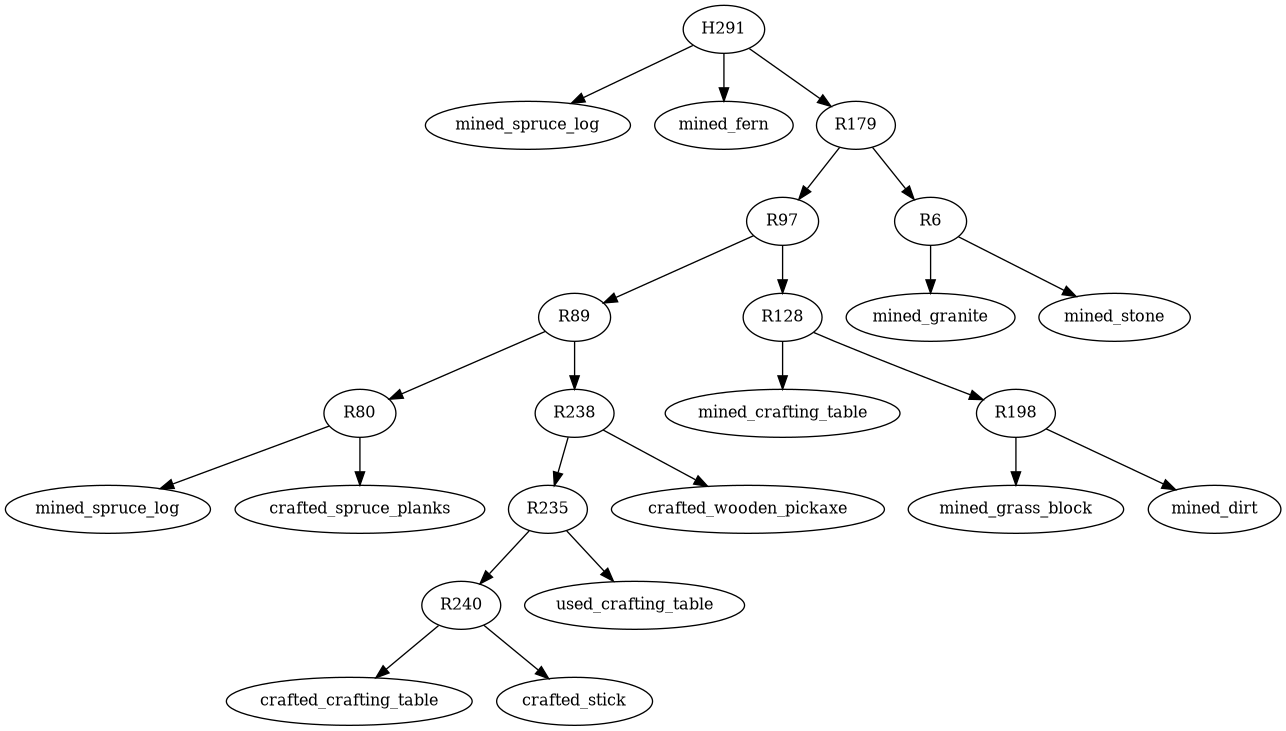 H291
mined_spruce_log
mined_fern
R179
R97
R6
R89
R128
mined_granite
mined_stone
R80
R238
mined_crafting_table
R198
mined_spruce_log
crafted_spruce_planks
R235
crafted_wooden_pickaxe
mined_grass_block
mined_dirt
R240
used_crafting_table
crafted_crafting_table
crafted_stick